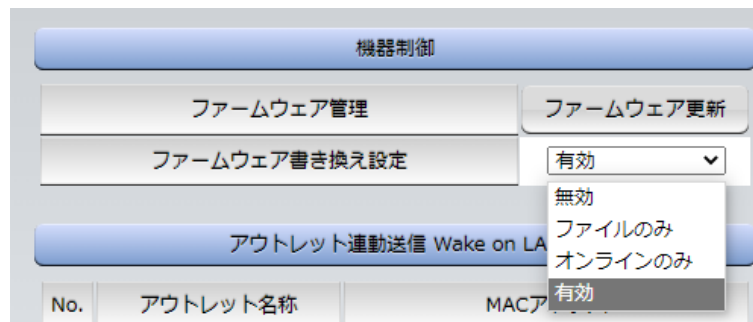 機器制御
ファームウェア管理 ファームウェア更新
ファームウェア書き換え設定 有効
無効
ファイルのみ
オンラインのみ
有効
アウトレット連動送信 Wake on LA
No. アウトレット名称 MACア